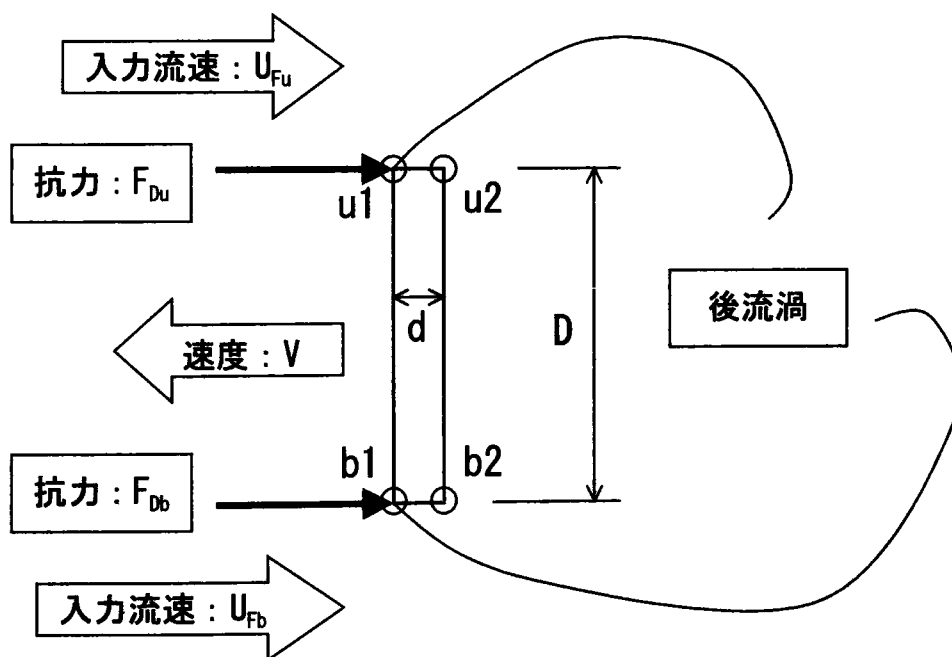 入力流速：U_Fu
抗力：F_Du
u1
u2
d
D
後流渦
速度：V
b1
b2
抗力：F_Db
入力流速：U_Fb